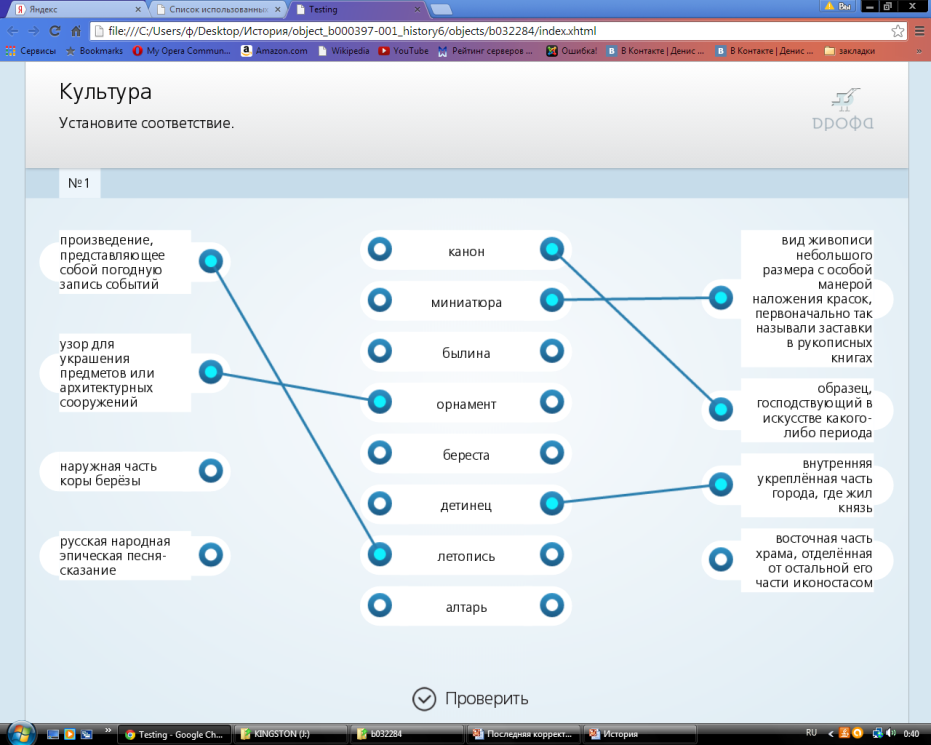 Яндекс
Список использованных
Testing
Вы
file:///C:/Users/ф/Desktop/История/object_b000397-001_history6/objects/b032284/index.xhtml
Сервисы
Bookmarks
My Opera Commun...
Amazon.com
Wikipedia
YouTube
Рейтинг серверов ...
Ошибка!
В Контакте | Денис ...
В Контакте | Денис ...
закладки
»
Культура
Установите соответствие.
дрофа
№1
произведение,
представляющее
собой погодную
запись событий
узор для
украшения
предметов или
архитектурных
сооружений
наружная часть
коры берёзы
русская народная
эпическая песня-
сказание
канон
миниатюра
былина
орнамент
береста
детинец
летопись
алтарь
вид живописи
небольшого
размера с особой
манерой
наложения красок,
первоначально так
называли заставки
в рукописных
книгах
образец,
господствующий в
искусстве какого-
либо периода
внутренняя
укреплённая часть
города, где жил
князь
восточная часть
храма, отделённая
от остальной его
части иконостасом
Проверить
»
Testing - Google Ch...
KINGSTON (J:)
b032284
Последняя коррект...
История
RU
0:40